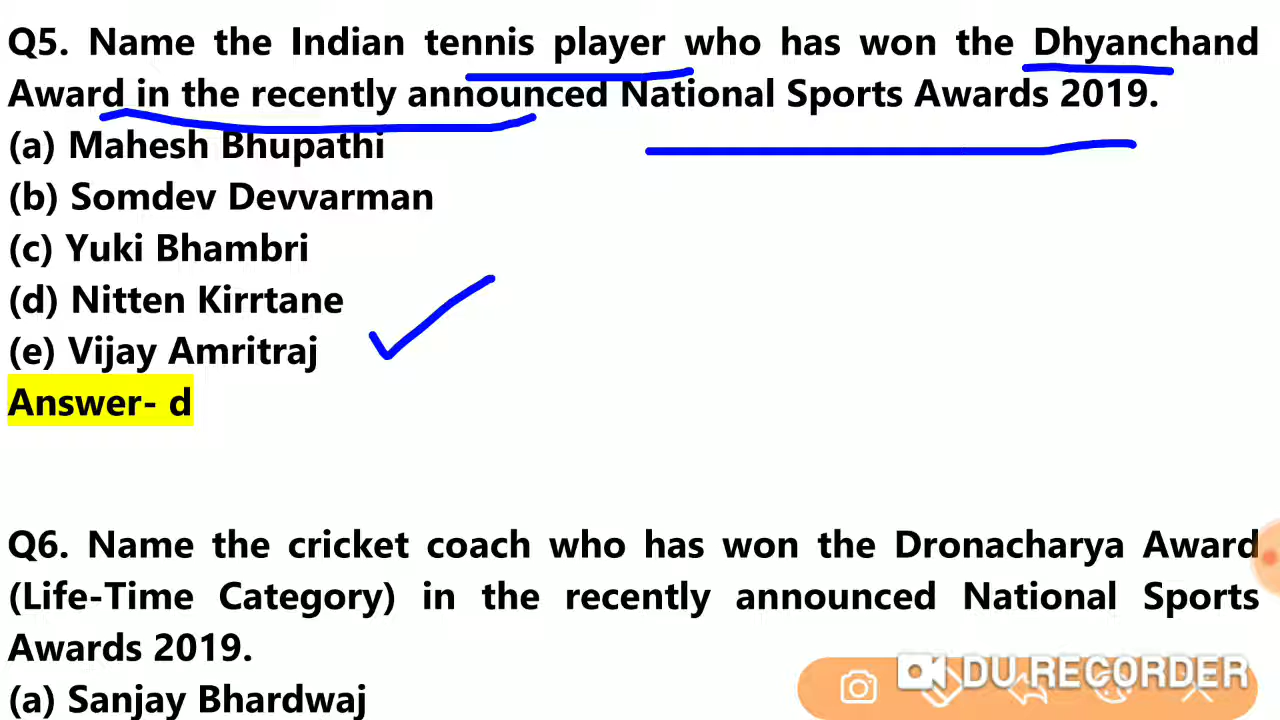 Q5. Name the Indian tennis player who has won the Dhyanchand
Award in the recently announced National Sports Awards 2019.
(a) Mahesh Bhupathi
(b) Somdev Devvarman
(c) Yuki Bhambri
(d) Nitten Kirrtane
(e) Vijay Amritraj
Answer- d
Q6. Name the cricket coach who has won the Dronacharya Award
(Life-Time Category) in the recently announced National Sports
Awards 2019.
(a) Sanjay Bhardwaj
DU RECORDER